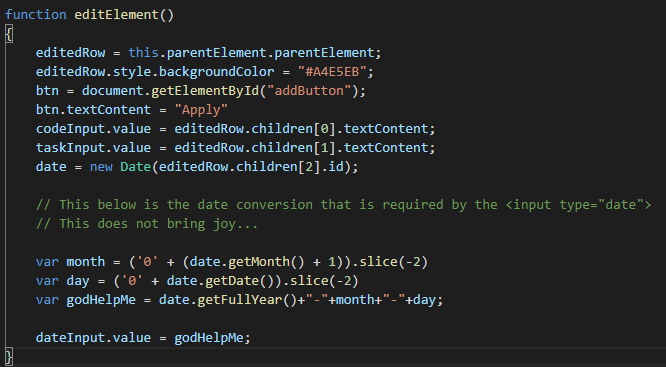 function editElement()
{
editedRow = this.parentElement.parentElement;
editedRow.style.backgroundColor = "#A4E5EB";
btn = document.getElementById("addButton");
btn.textContent = "Apply"
codeInput.value = editedRow.children[0].textContent;
taskInput.value = editedRow.children[1].textContent;
date = new Date(editedRow.children[2].id);
// This below is the date conversion that is required by the <input type="date">
// This does not bring joy...
var month = ('0' + (date.getMonth() + 1)).slice(-2)
var day = ('0' + date.getDate()).slice(-2)
var godHelpMe = date.getFullYear()+"-"+month+"-"+day;
dateInput.value = godHelpMe;
}